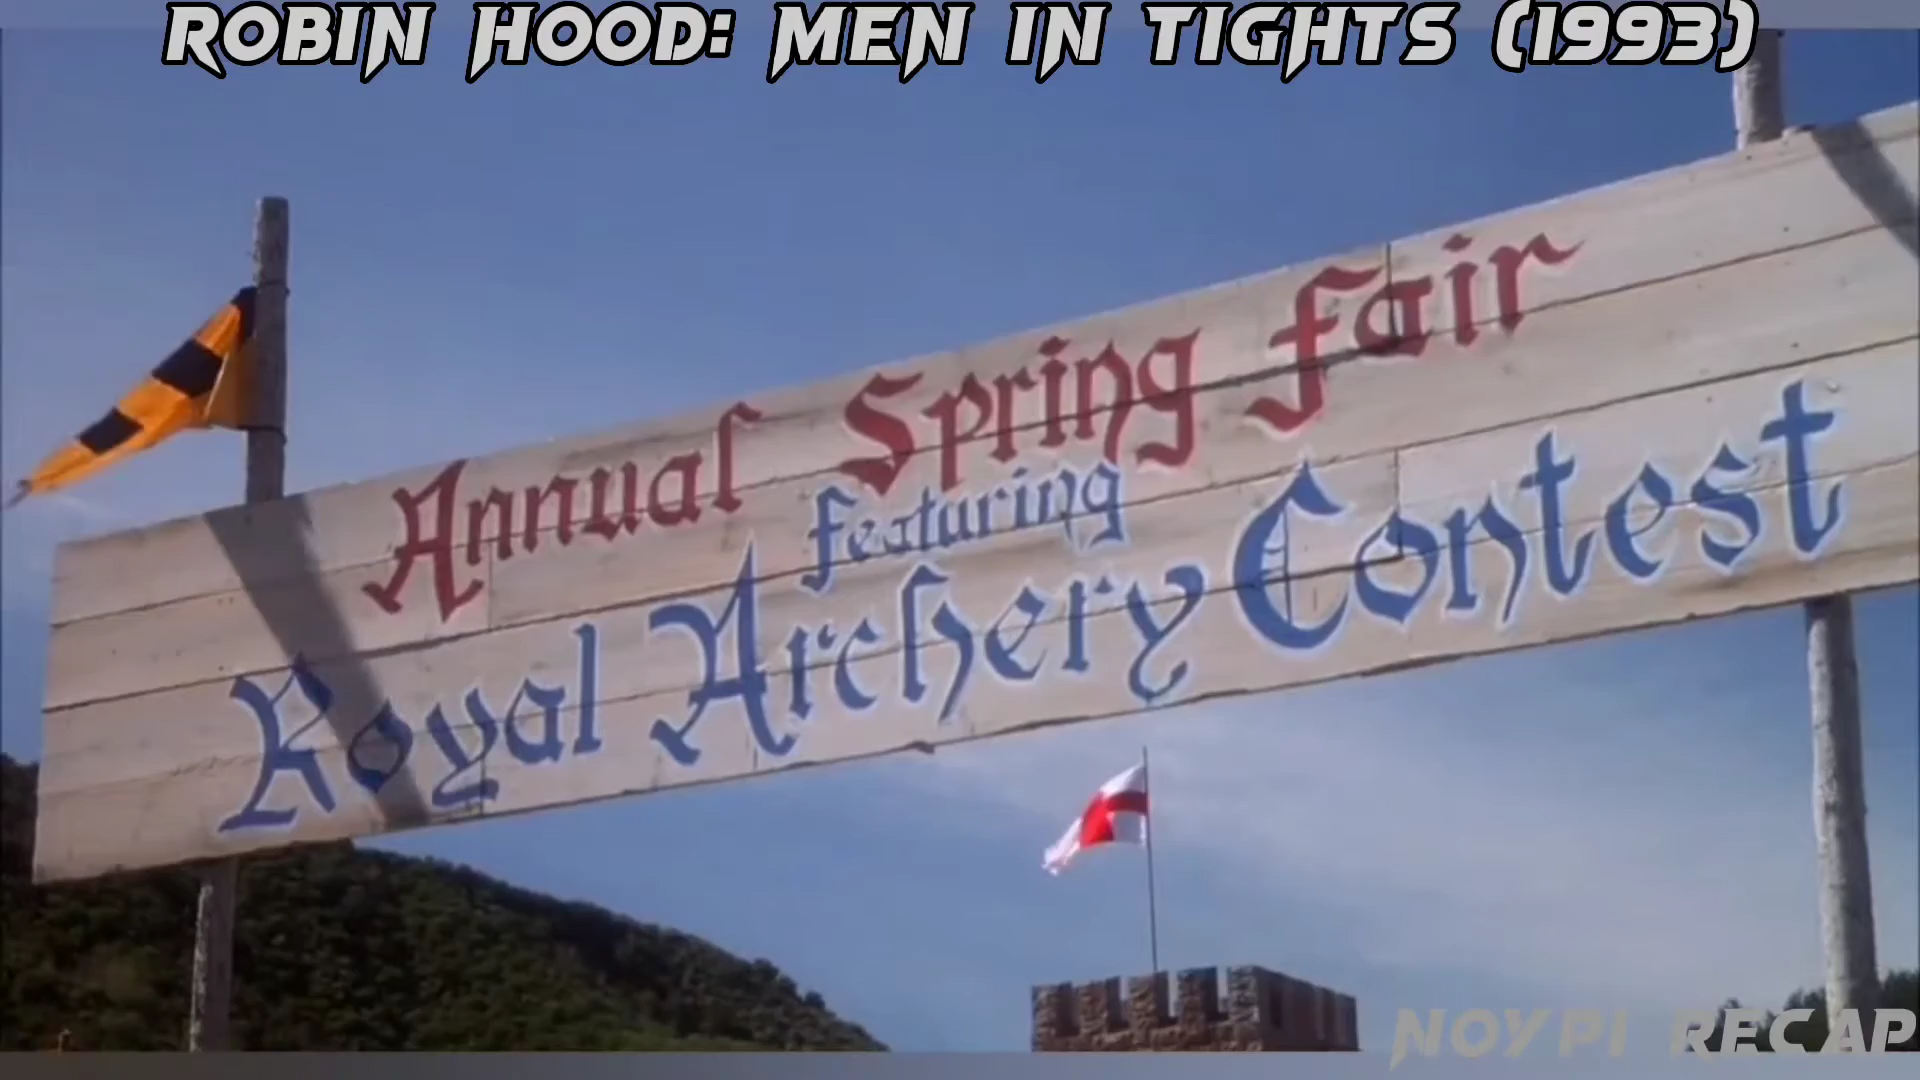 ROBIN HOOD: MEN IN TIGHTS (1993)
Annual Spring Fair
featuring
Royal Archery Contest
NOYPI RECAP